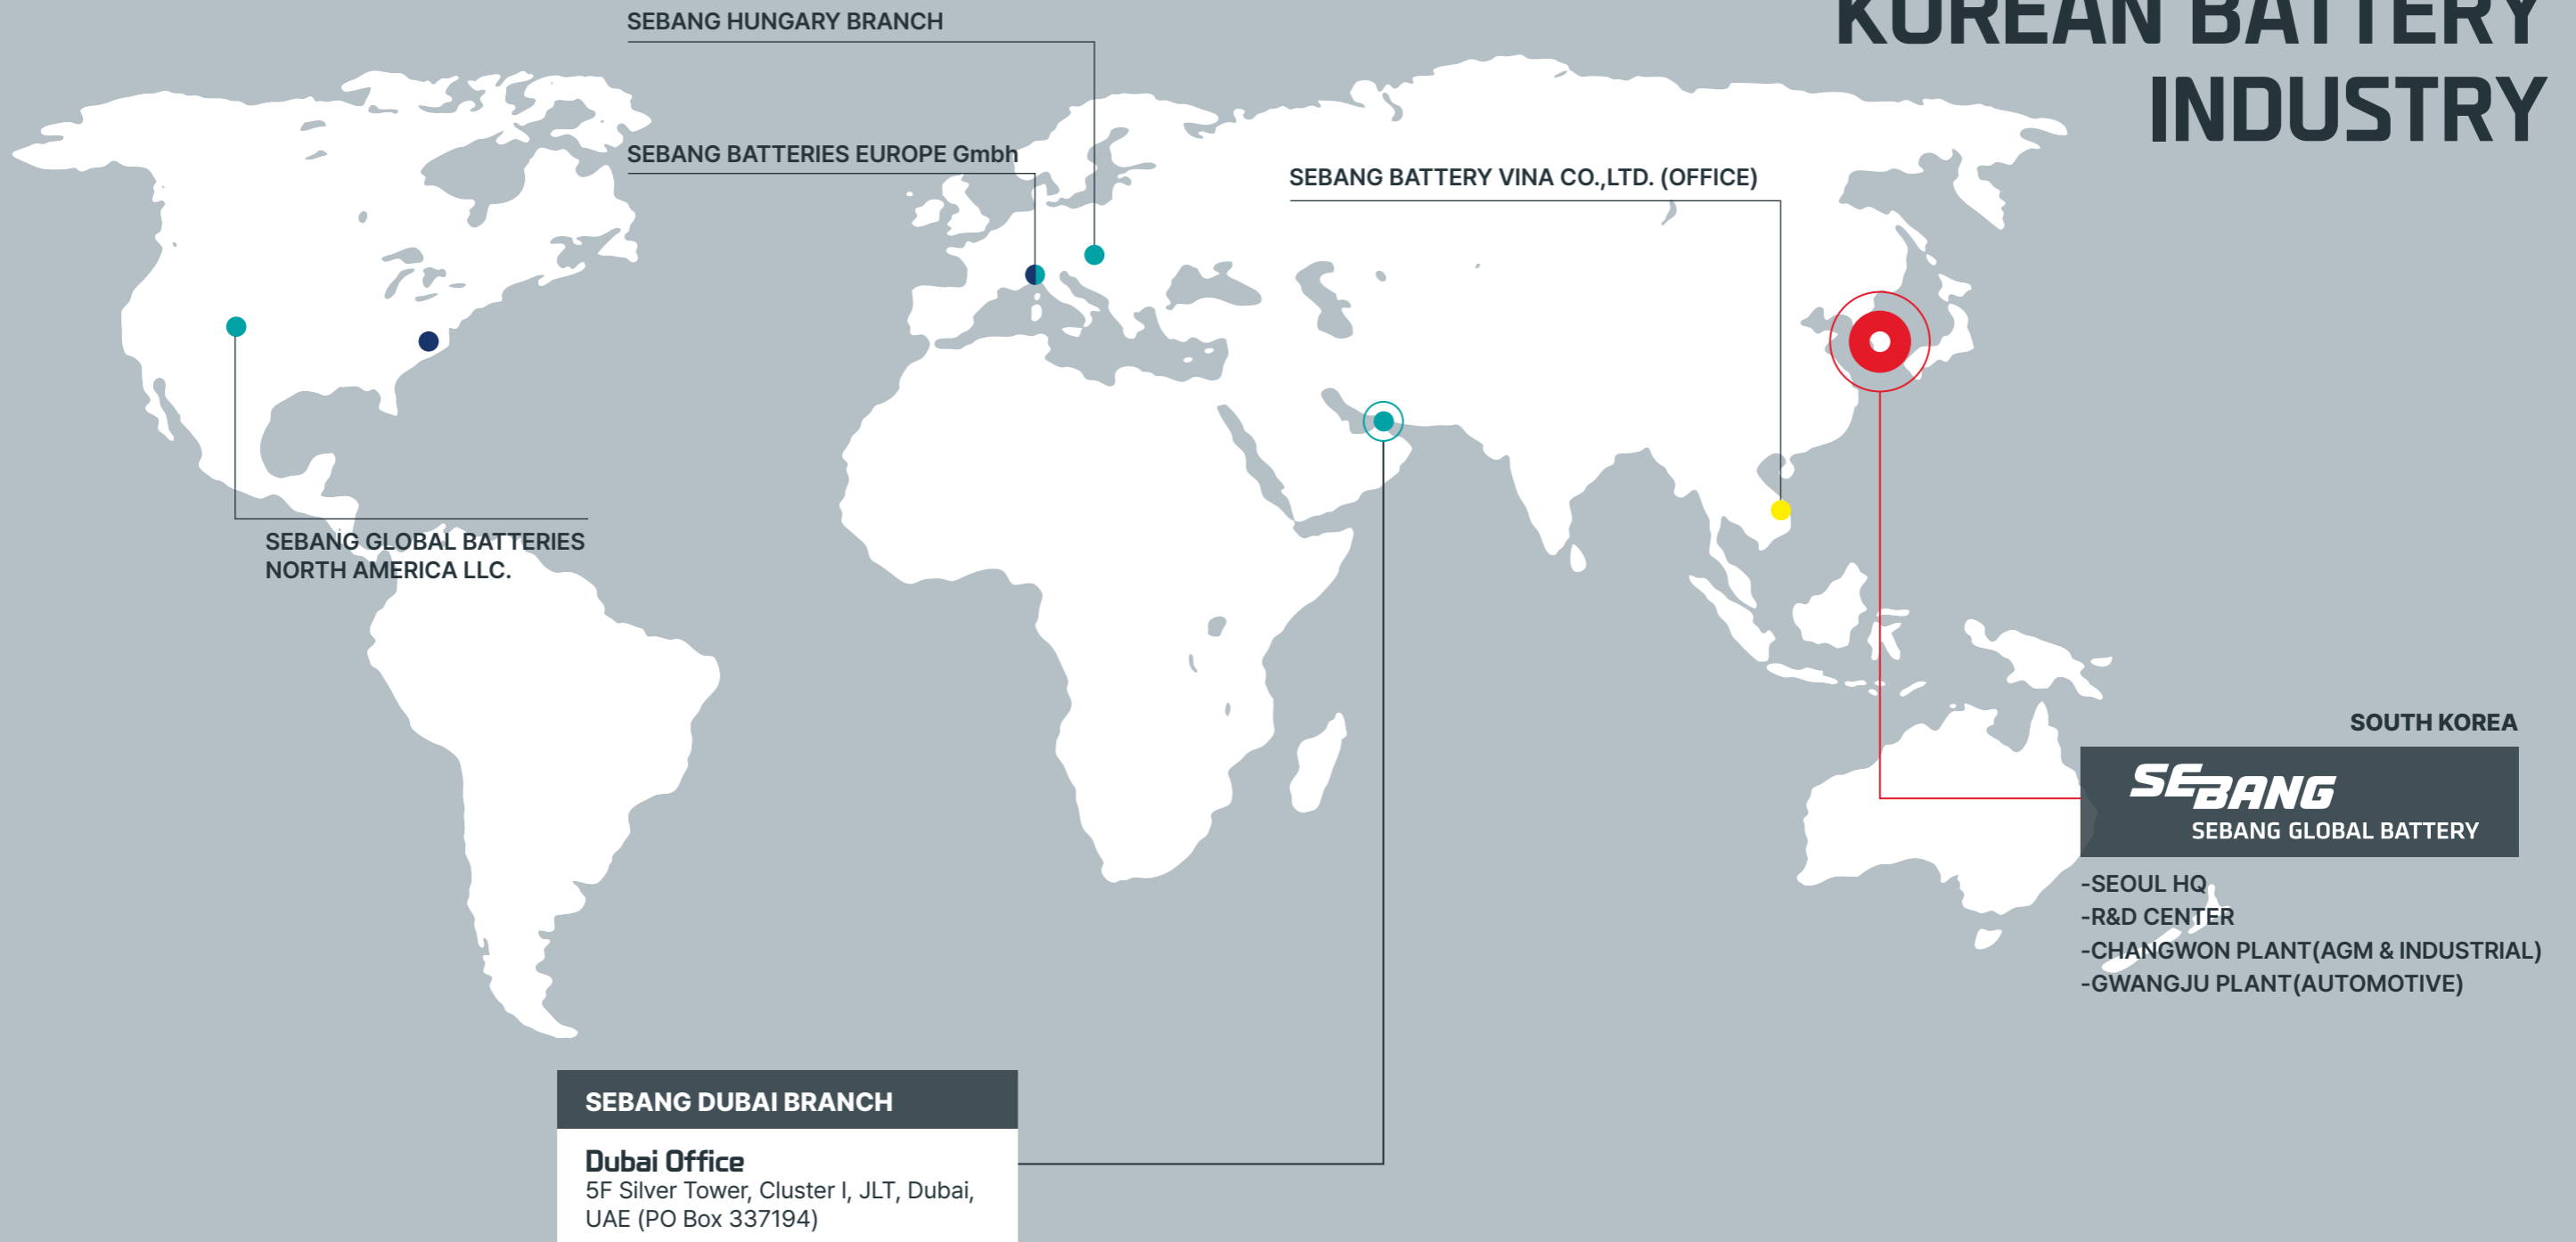 KOREAN BATTERY
INDUSTRY
SEBANG HUNGARY BRANCH
SEBANG BATTERIES EUROPE Gmbh
SEBANG BATTERY VINA CO.,LTD. (OFFICE)
SEBANG GLOBAL BATTERIES
NORTH AMERICA LLC.
SOUTH KOREA
SEBANG
SEBANG GLOBAL BATTERY
-SEOUL HQ
-R&D CENTER
-CHANGWON PLANT(AGM & INDUSTRIAL)
-GWANGJU PLANT(AUTOMOTIVE)
SEBANG DUBAI BRANCH
Dubai Office
5F Silver Tower, Cluster I, JLT, Dubai,
UAE (PO Box 337194)